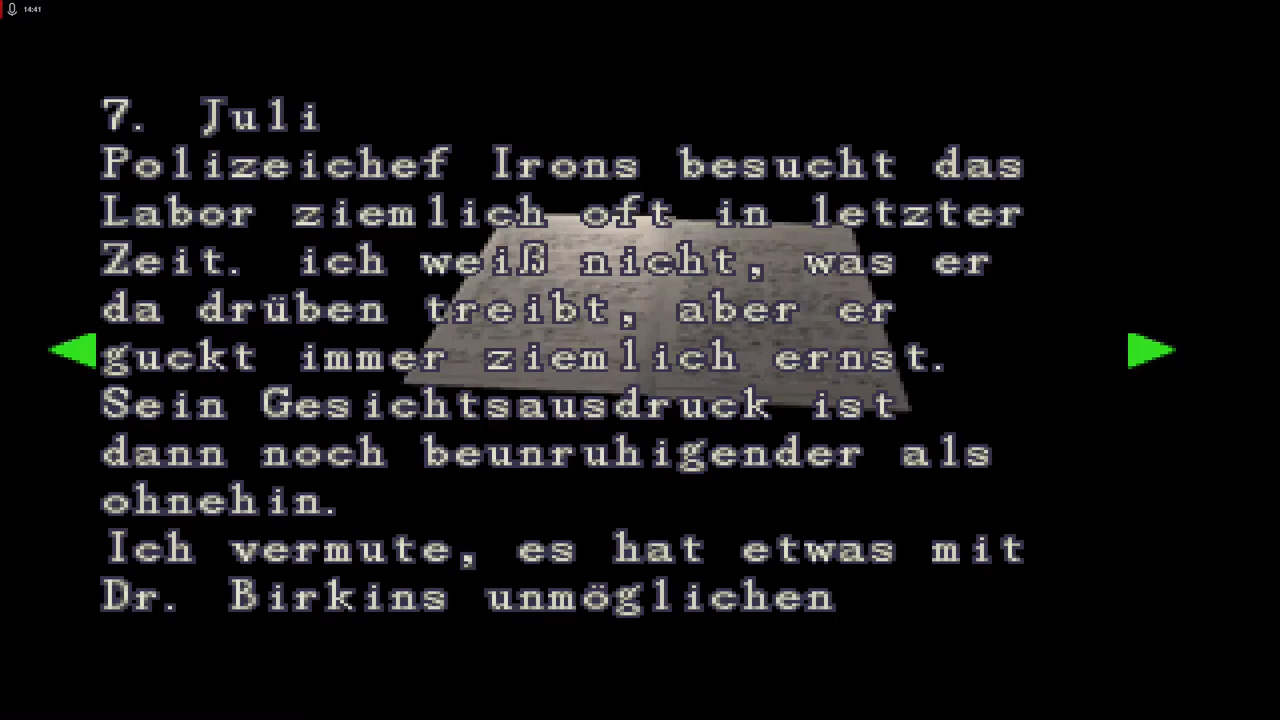 14:41
7. Juli
Polizeichef Irons besucht das
Labor ziemlich oft in letzter
Zeit. ich weiß nicht, was er
da drüben treibt, aber er
guckt immer ziemlich ernst.
Sein Gesichtsausdruck ist
dann noch beunruhigender als
ohnehin.
Ich vermute, es hat etwas mit
Dr. Birkins unmöglichen